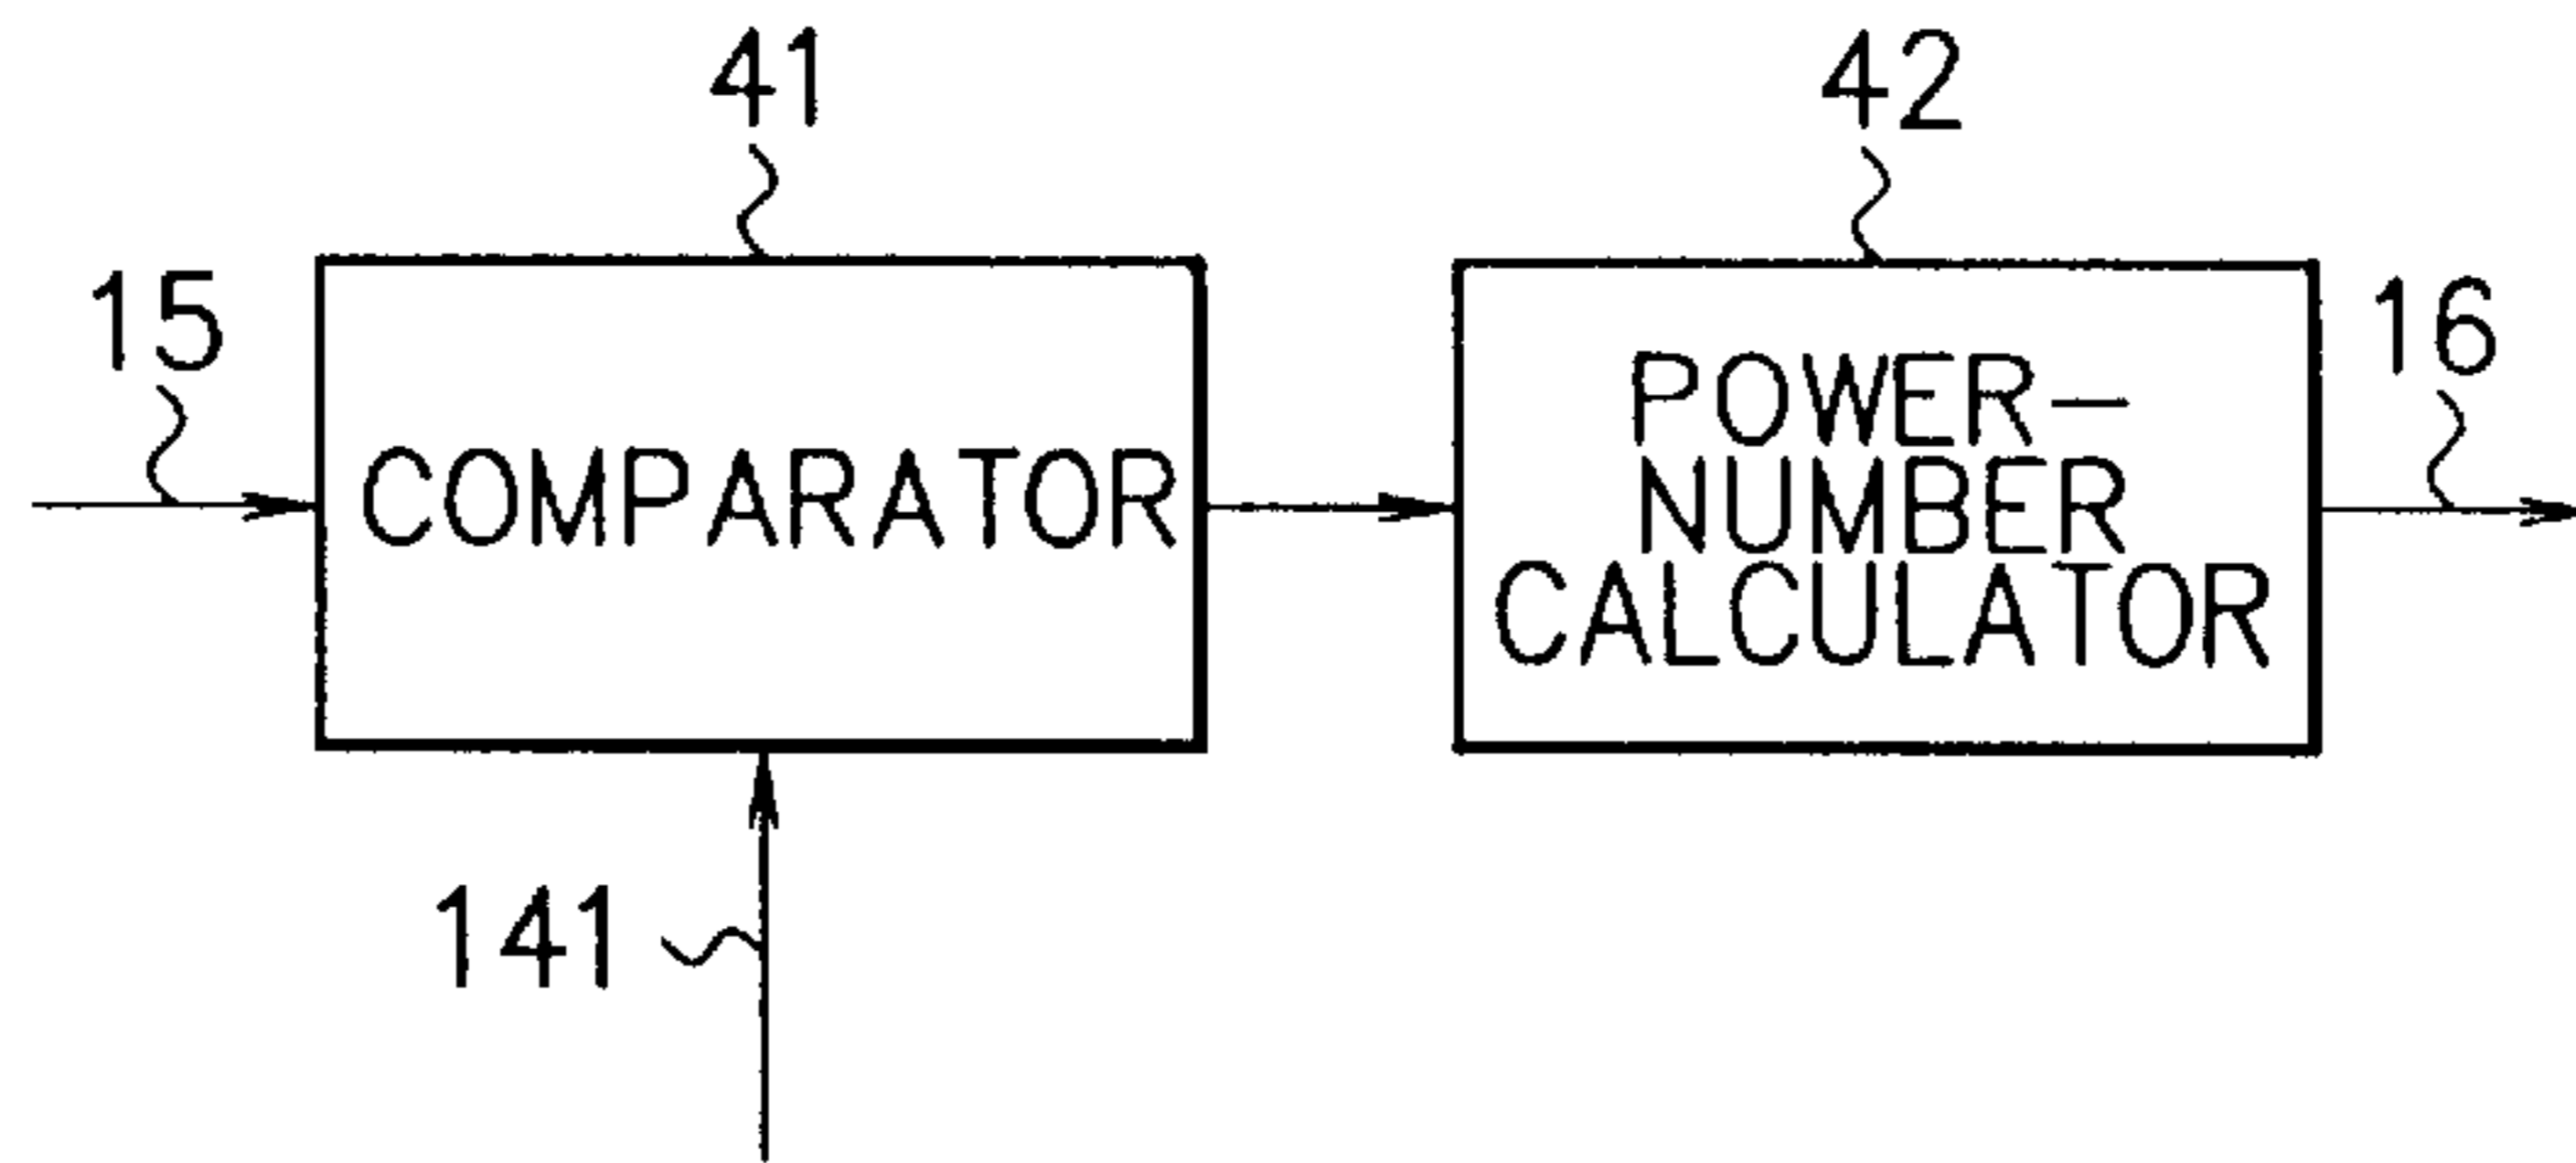 41
42
15
16
COMPARATOR
POWER-
NUMBER
CALCULATOR
141